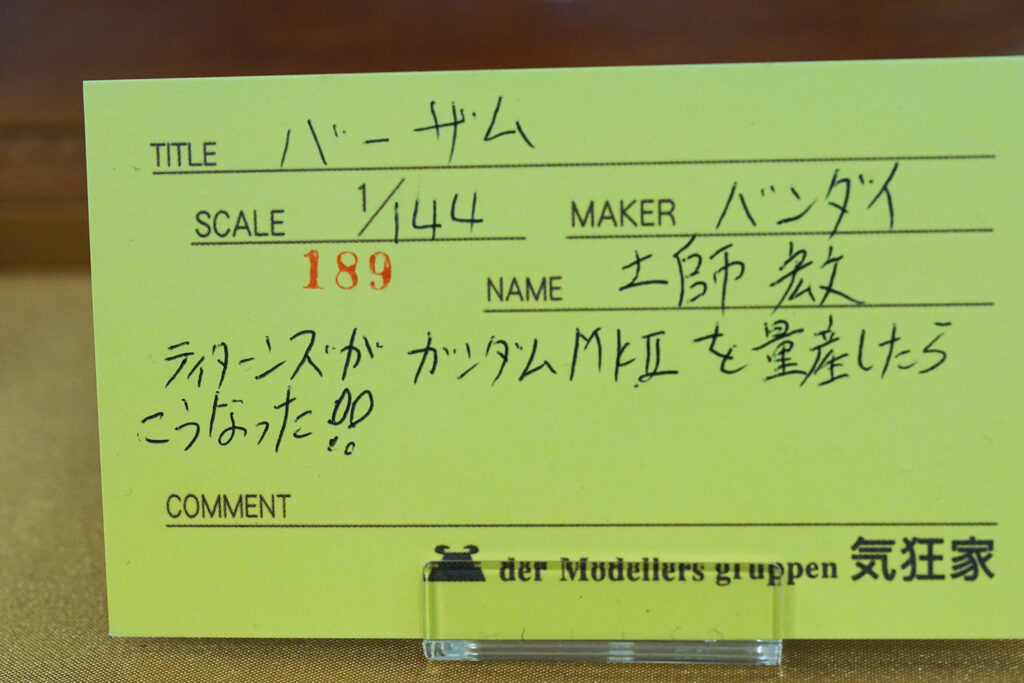 TITLE バーザム
SCALE 1/144 MAKER バンダイ
189 NAME 土師 宏文
ティターンズが ガンダムMkⅡを量産したら
こうなった!!
COMMENT
der Modellers gruppen 気狂家